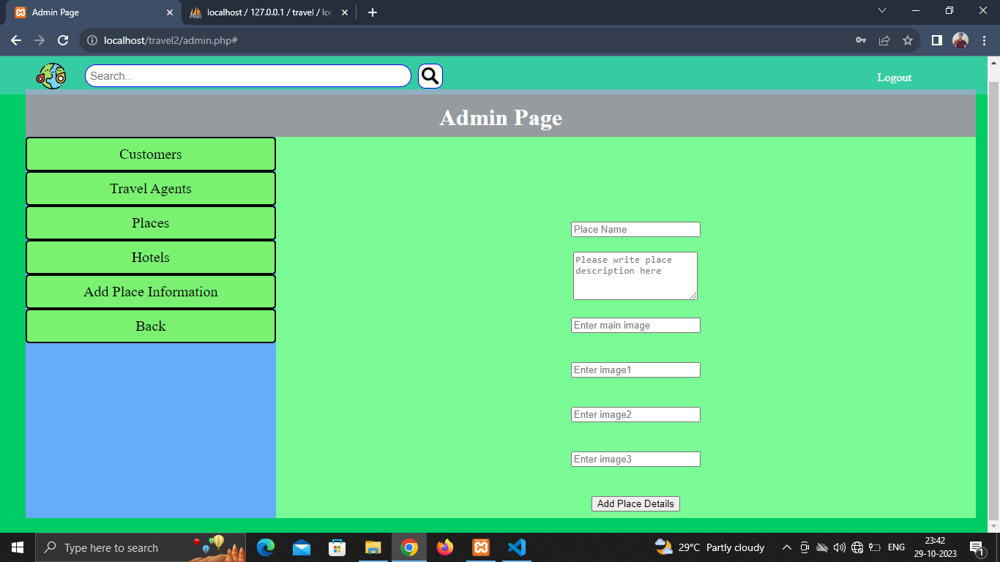 Admin Page
localhost / 127.0.0.1 / travel / lo
localhost/travel2/admin.php#
Search..
Logout
Admin Page
Customers
Travel Agents
Places
Hotels
Add Place Information
Back
Place Name
Please write place
description here
Enter main image
Enter image1
Enter image2
Enter image3
Add Place Details
Type here to search
29°C Partly cloudy
ENG
23:42
29-10-2023
1